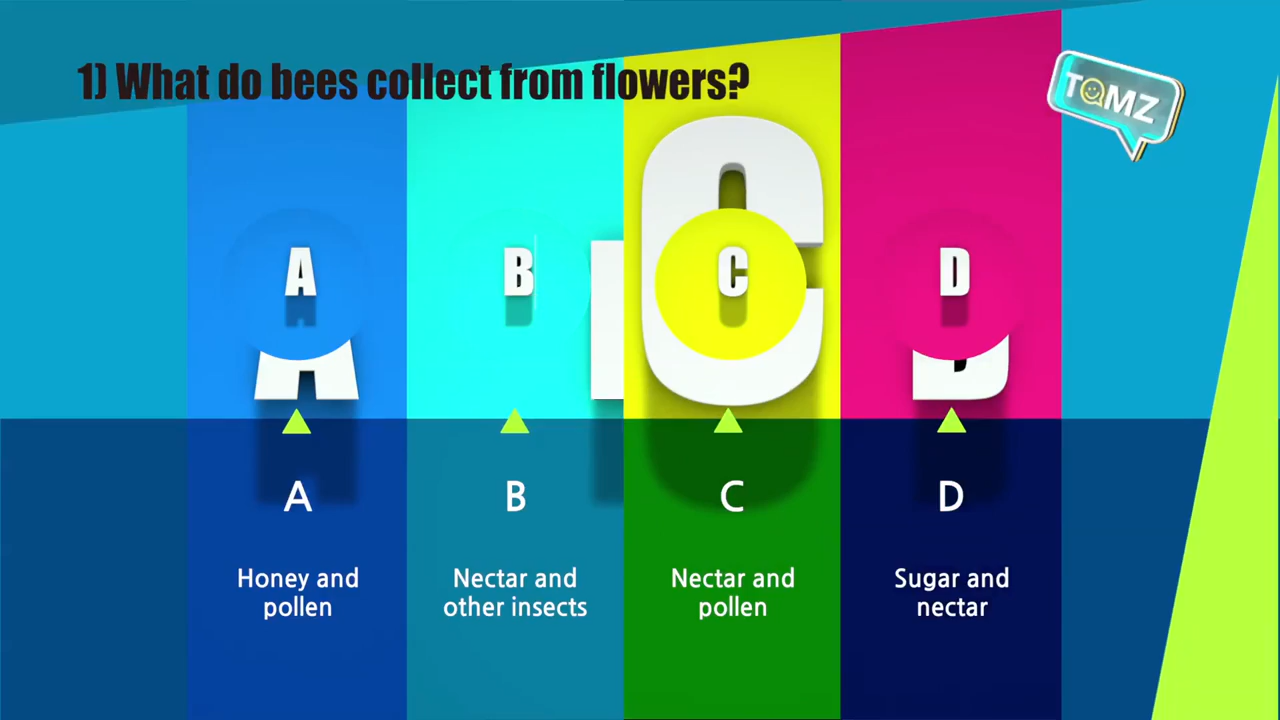 1) What do bees collect from flowers?
TQMZ
A
B
C
D
A
B
C
D
Honey and
pollen
Nectar and
other insects
Nectar and
pollen
Sugar and
nectar